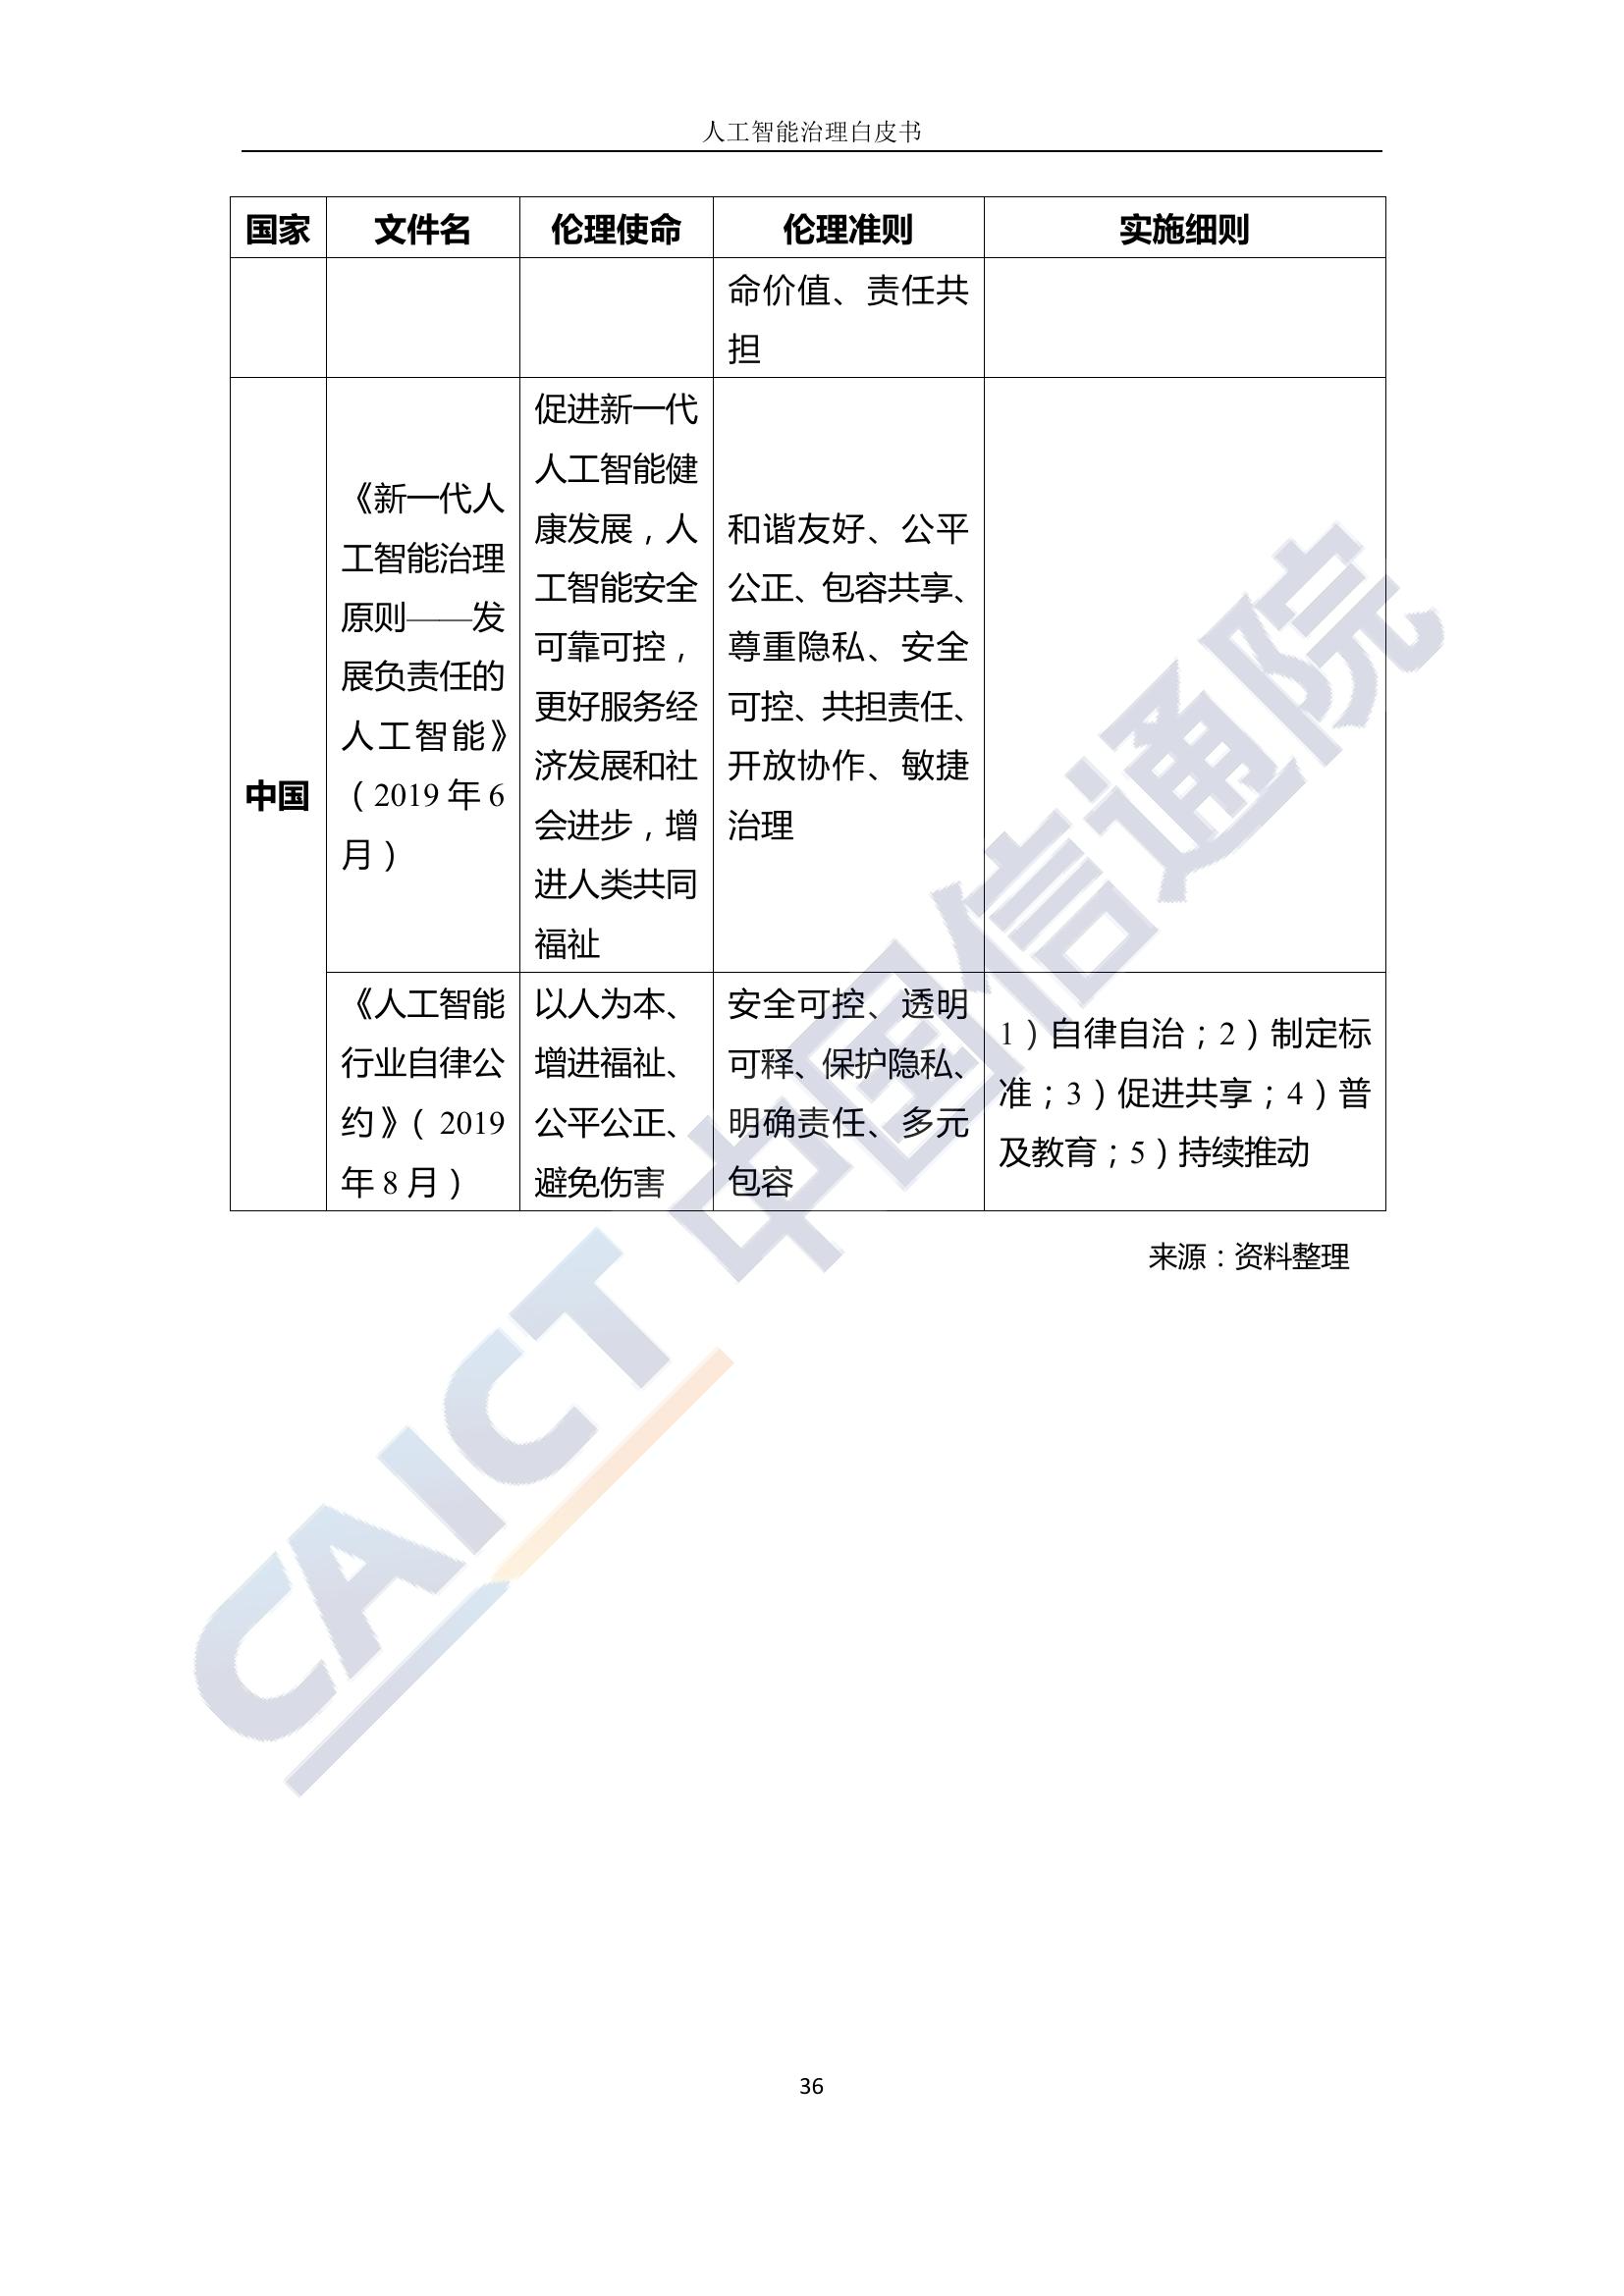 人工智能治理白皮书
国家 文件名 伦理使命 伦理准则 实施细则
命价值、责任共
担
中国
《新一代人
工智能治理
原则——发
展负责任的
人工智能》
（2019 年 6
月）
促进新一代
人工智能健
康发展，人
工智能安全
可靠可控，
更好服务经
济发展和社
会进步，增
进人类共同
福祉
和谐友好、公平
公正、包容共享、
尊重隐私、安全
可控、共担责任、
开放协作、敏捷
治理
《人工智能
行业自律公
约》（2019
年 8 月）
以人为本、
增进福祉、
公平公正、
避免伤害
安全可控、透明
可释、保护隐私、
明确责任、多元
包容
1）自律自治；2）制定标
准；3）促进共享；4）普
及教育；5）持续推动
来源：资料整理
CAICT 中国信通院
36